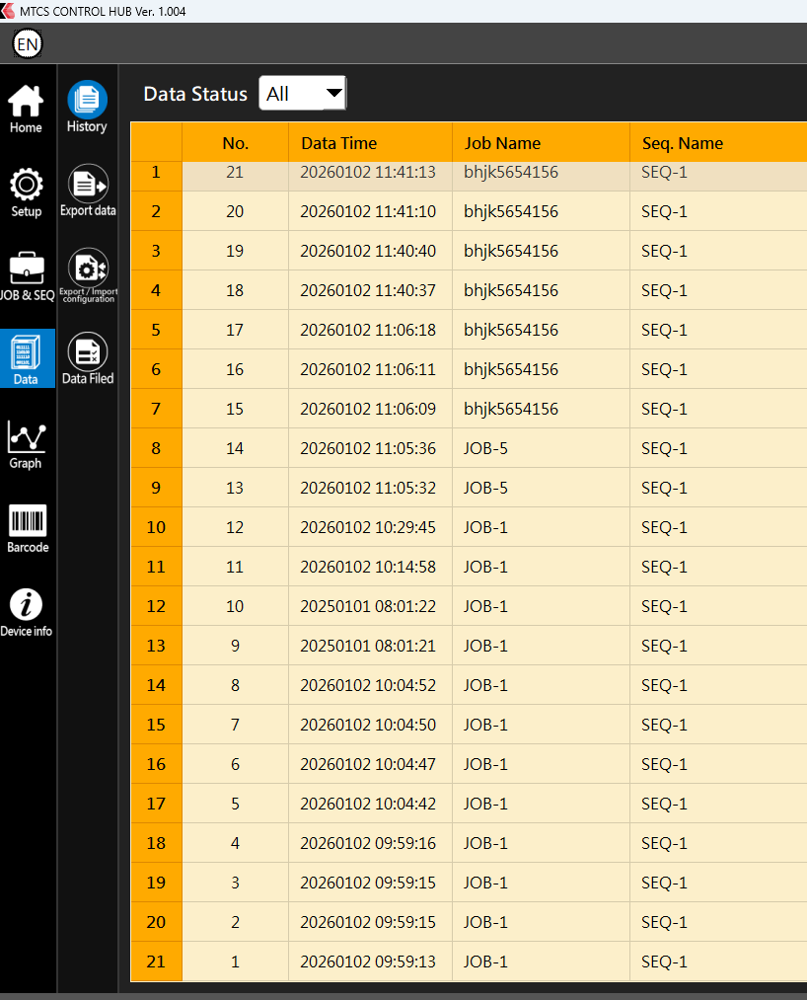 MTCS CONTROL HUB Ver. 1.004
EN
Home
Setup
JOB & SEQ
Data
Graph
Barcode
Device info
History
Export data
Export / Import
configuration
Data Filed
Data Status All
No. Data Time Job Name Seq. Name
1 21 20260102 11:41:13 bhjk5654156 SEQ-1
2 20 20260102 11:41:10 bhjk5654156 SEQ-1
3 19 20260102 11:40:40 bhjk5654156 SEQ-1
4 18 20260102 11:40:37 bhjk5654156 SEQ-1
5 17 20260102 11:06:18 bhjk5654156 SEQ-1
6 16 20260102 11:06:11 bhjk5654156 SEQ-1
7 15 20260102 11:06:09 bhjk5654156 SEQ-1
8 14 20260102 11:05:36 JOB-5 SEQ-1
9 13 20260102 11:05:32 JOB-5 SEQ-1
10 12 20260102 10:29:45 JOB-1 SEQ-1
11 11 20260102 10:14:58 JOB-1 SEQ-1
12 10 20250101 08:01:22 JOB-1 SEQ-1
13 9 20250101 08:01:21 JOB-1 SEQ-1
14 8 20260102 10:04:52 JOB-1 SEQ-1
15 7 20260102 10:04:50 JOB-1 SEQ-1
16 6 20260102 10:04:47 JOB-1 SEQ-1
17 5 20260102 10:04:42 JOB-1 SEQ-1
18 4 20260102 09:59:16 JOB-1 SEQ-1
19 3 20260102 09:59:15 JOB-1 SEQ-1
20 2 20260102 09:59:15 JOB-1 SEQ-1
21 1 20260102 09:59:13 JOB-1 SEQ-1